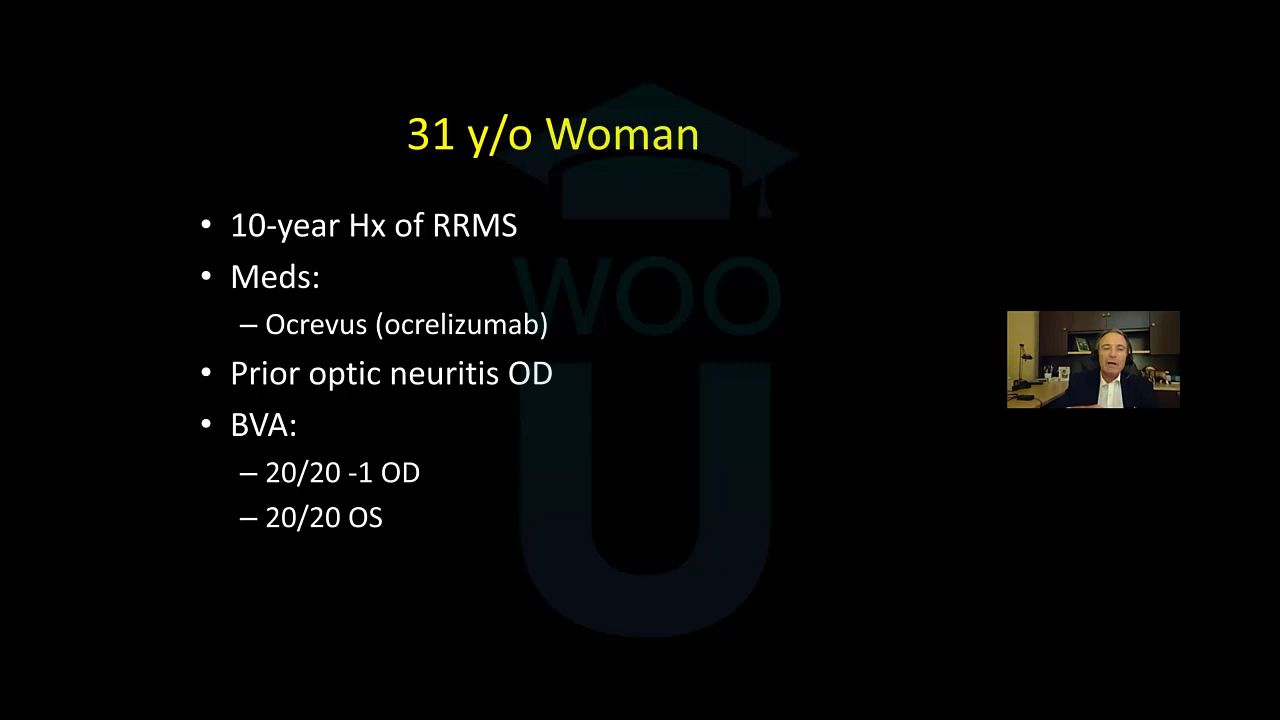 31 y/o Woman
• 10-year Hx of RRMS
• Meds:
– Ocrevus (ocrelizumab)
• Prior optic neuritis OD
• BVA:
– 20/20 -1 OD
– 20/20 OS
WOO
U